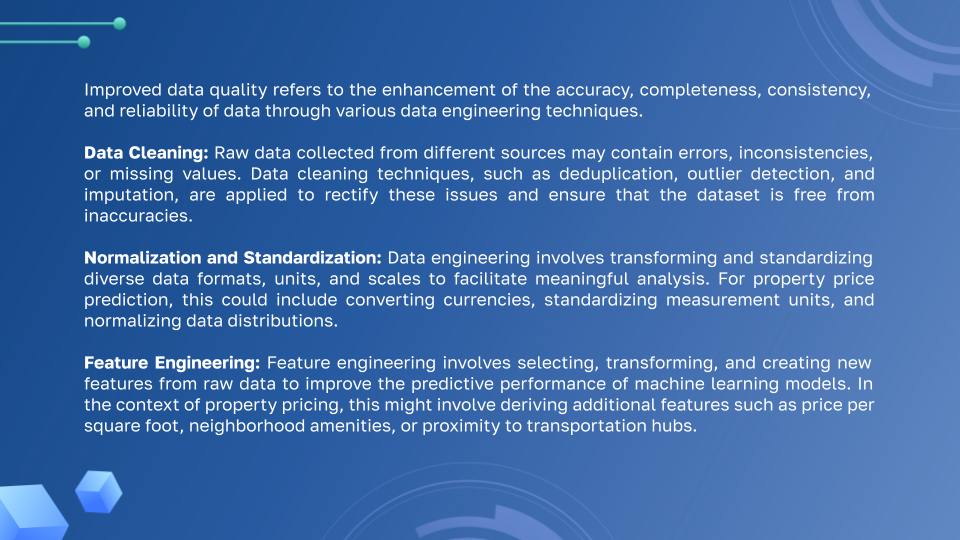 Improved data quality refers to the enhancement of the accuracy, completeness, consistency,
and reliability of data through various data engineering techniques.
Data Cleaning: Raw data collected from different sources may contain errors, inconsistencies,
or missing values. Data cleaning techniques, such as deduplication, outlier detection, and
imputation, are applied to rectify these issues and ensure that the dataset is free from
inaccuracies.
Normalization and Standardization: Data engineering involves transforming and standardizing
diverse data formats, units, and scales to facilitate meaningful analysis. For property price
prediction, this could include converting currencies, standardizing measurement units, and
normalizing data distributions.
Feature Engineering: Feature engineering involves selecting, transforming, and creating new
features from raw data to improve the predictive performance of machine learning models. In
the context of property pricing, this might involve deriving additional features such as price per
square foot, neighborhood amenities, or proximity to transportation hubs.